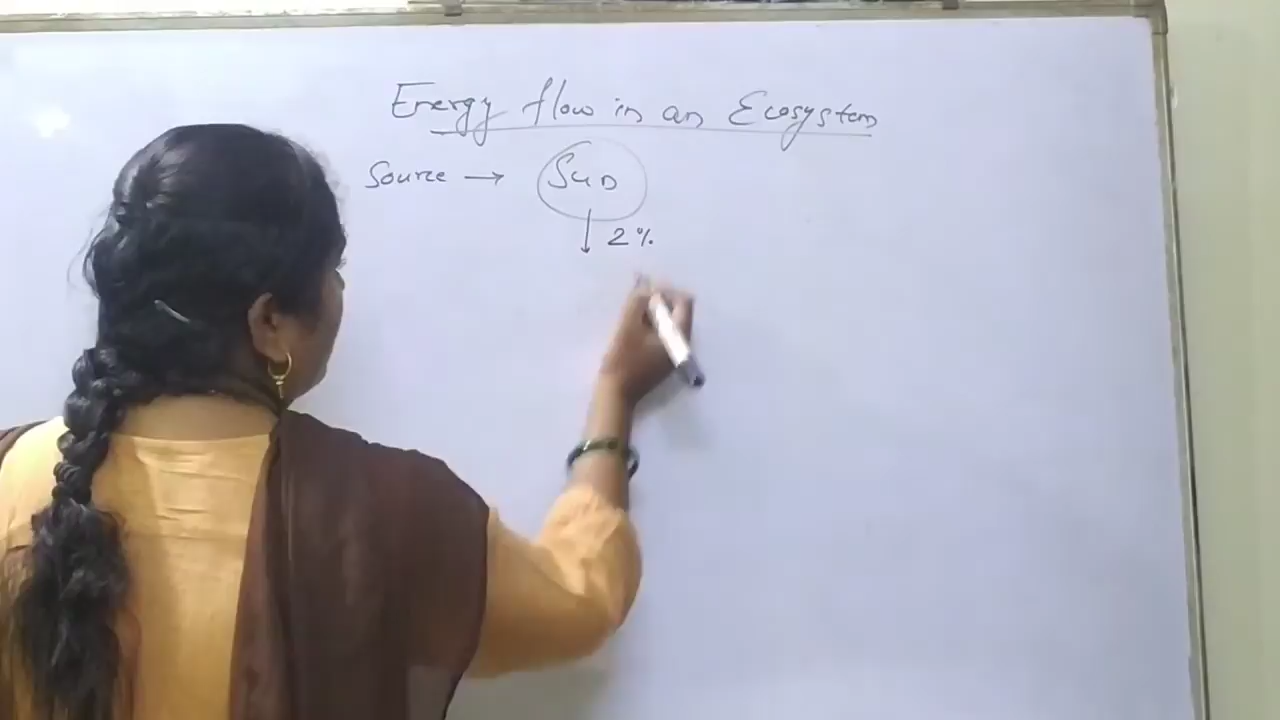 Energy flow in an Ecosystem
Source → Sun
↓ 2%